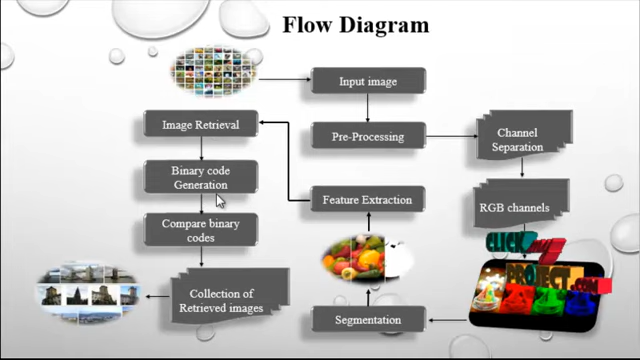 Flow Diagram
Input image
Image Retrieval
Pre-Processing
Channel
Separation
Binary code
Generation
Feature Extraction
RGB channels
Compare binary
codes
CLICK
PROJECT.COM
Collection of
Retrieved images
Segmentation